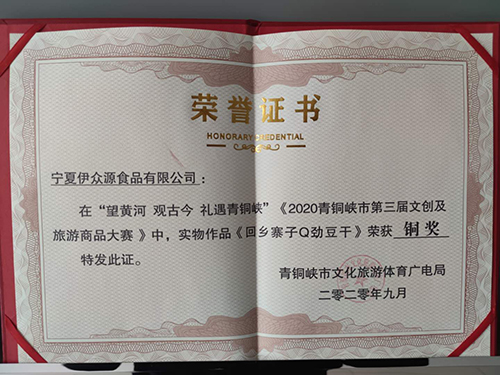 荣誉证书
HONORARY CREDENTIAL
宁夏伊众源食品有限公司：
在“望黄河 观古今 礼遇青铜峡”《2020青铜峡市第三届文创及
旅游商品大赛 》中，实物作品《回乡寨子Q劲豆干》荣获 铜奖
特发此证。
青铜峡市文化旅游体育广电局
二零二零年九月